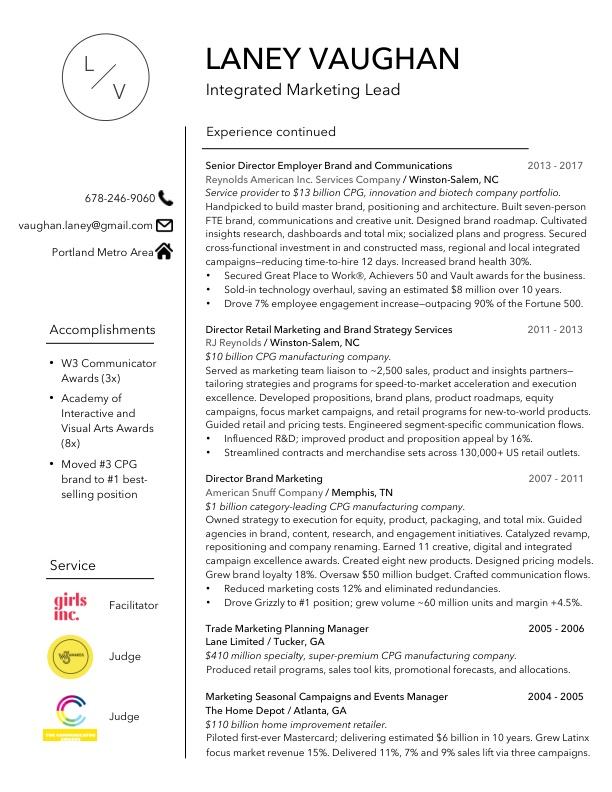 L
V
LANEY VAUGHAN
Integrated Marketing Lead
678-246-9060
vaughan.laney@gmail.com
Portland Metro Area
Accomplishments
• W3 Communicator
Awards (3x)
• Academy of
Interactive and
Visual Arts Awards
(8x)
• Moved #3 CPG
brand to #1 best-
selling position
Service
girls
inc.
Facilitator
Judge
Judge
Experience continued
Senior Director Employer Brand and Communications 2013 - 2017
Reynolds American Inc. Services Company / Winston-Salem, NC
Service provider to $13 billion CPG, innovation and biotech company portfolio.
Handpicked to build master brand, positioning and architecture. Built seven-person
FTE brand, communications and creative unit. Designed brand roadmap. Cultivated
insights research, dashboards and total mix; socialized plans and progress. Secured
cross-functional investment in and constructed mass, regional and local integrated
campaigns—reducing time-to-hire 12 days. Increased brand health 30%.
• Secured Great Place to Work®, Achievers 50 and Vault awards for the business.
• Sold-in technology overhaul, saving an estimated $8 million over 10 years.
• Drove 7% employee engagement increase—outpacing 90% of the Fortune 500.
Director Retail Marketing and Brand Strategy Services 2011 - 2013
RJ Reynolds / Winston-Salem, NC
$10 billion CPG manufacturing company.
Served as marketing team liaison to ~2,500 sales, product and insights partners—
tailoring strategies and programs for speed-to-market acceleration and execution
excellence. Developed propositions, brand plans, product roadmaps, equity
campaigns, focus market campaigns, and retail programs for new-to-world products.
Guided retail and pricing tests. Engineered segment-specific communication flows.
• Influenced R&D; improved product and proposition appeal by 16%.
• Streamlined contracts and merchandise sets across 130,000+ US retail outlets.
Director Brand Marketing 2007 - 2011
American Snuff Company / Memphis, TN
$1 billion category-leading CPG manufacturing company.
Owned strategy to execution for equity, product, packaging, and total mix. Guided
agencies in brand, content, research, and engagement initiatives. Catalyzed revamp,
repositioning and company renaming. Earned 11 creative, digital and integrated
campaign excellence awards. Created eight new products. Designed pricing models.
Grew brand loyalty 18%. Oversaw $50 million budget. Crafted communication flows.
• Reduced marketing costs 12% and eliminated redundancies.
• Drove Grizzly to #1 position; grew volume ~60 million units and margin +4.5%.
Trade Marketing Planning Manager 2005 - 2006
Lane Limited / Tucker, GA
$410 million specialty, super-premium CPG manufacturing company.
Produced retail programs, sales tool kits, promotional forecasts, and allocations.
Marketing Seasonal Campaigns and Events Manager 2004 - 2005
The Home Depot / Atlanta, GA
$110 billion home improvement retailer.
Piloted first-ever Mastercard; delivering estimated $6 billion in 10 years. Grew Latinx
focus market revenue 15%. Delivered 11%, 7% and 9% sales lift via three campaigns.